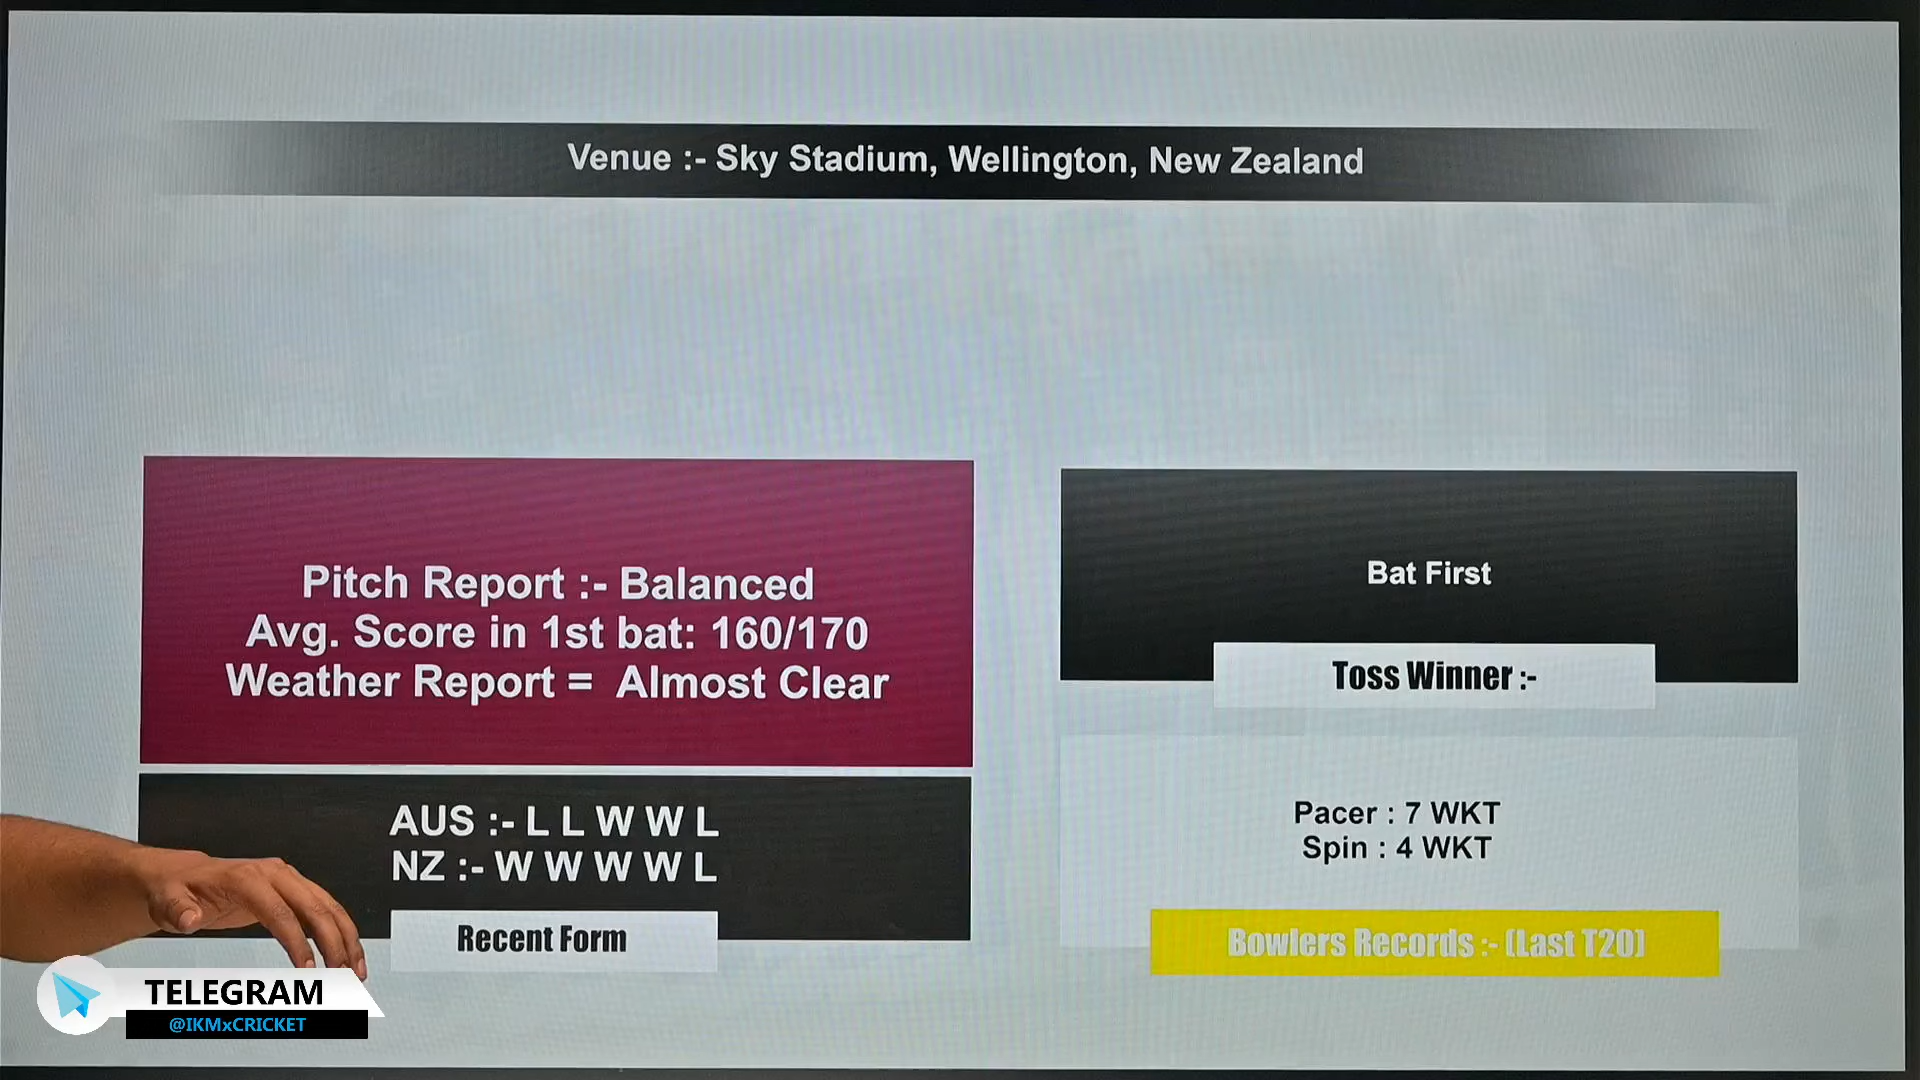 Venue :- Sky Stadium, Wellington, New Zealand
Pitch Report :- Balanced
Avg. Score in 1st bat: 160/170
Weather Report = Almost Clear
AUS :- L L W W L
NZ :- W W W W L
Recent Form
Bat First
Toss Winner :-
Pacer : 7 WKT
Spin : 4 WKT
Bowlers Records :- (Last T20)
TELEGRAM
@IKMxCRICKET